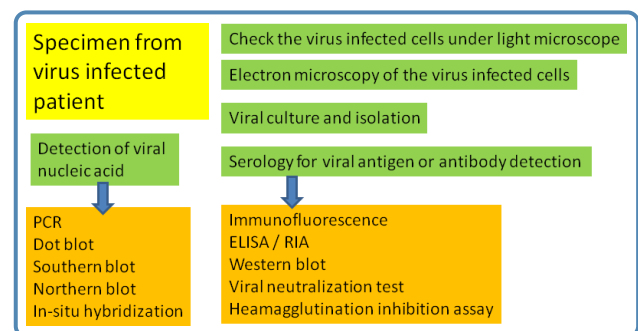 Specimen from
virus infected
patient
Check the virus infected cells under light microscope
Electron microscopy of the virus infected cells
Viral culture and isolation
Serology for viral antigen or antibody detection
Detection of viral
nucleic acid
PCR
Dot blot
Southern blot
Northern blot
In-situ hybridization
Immunofluorescence
ELISA / RIA
Western blot
Viral neutralization test
Heamagglutination inhibition assay